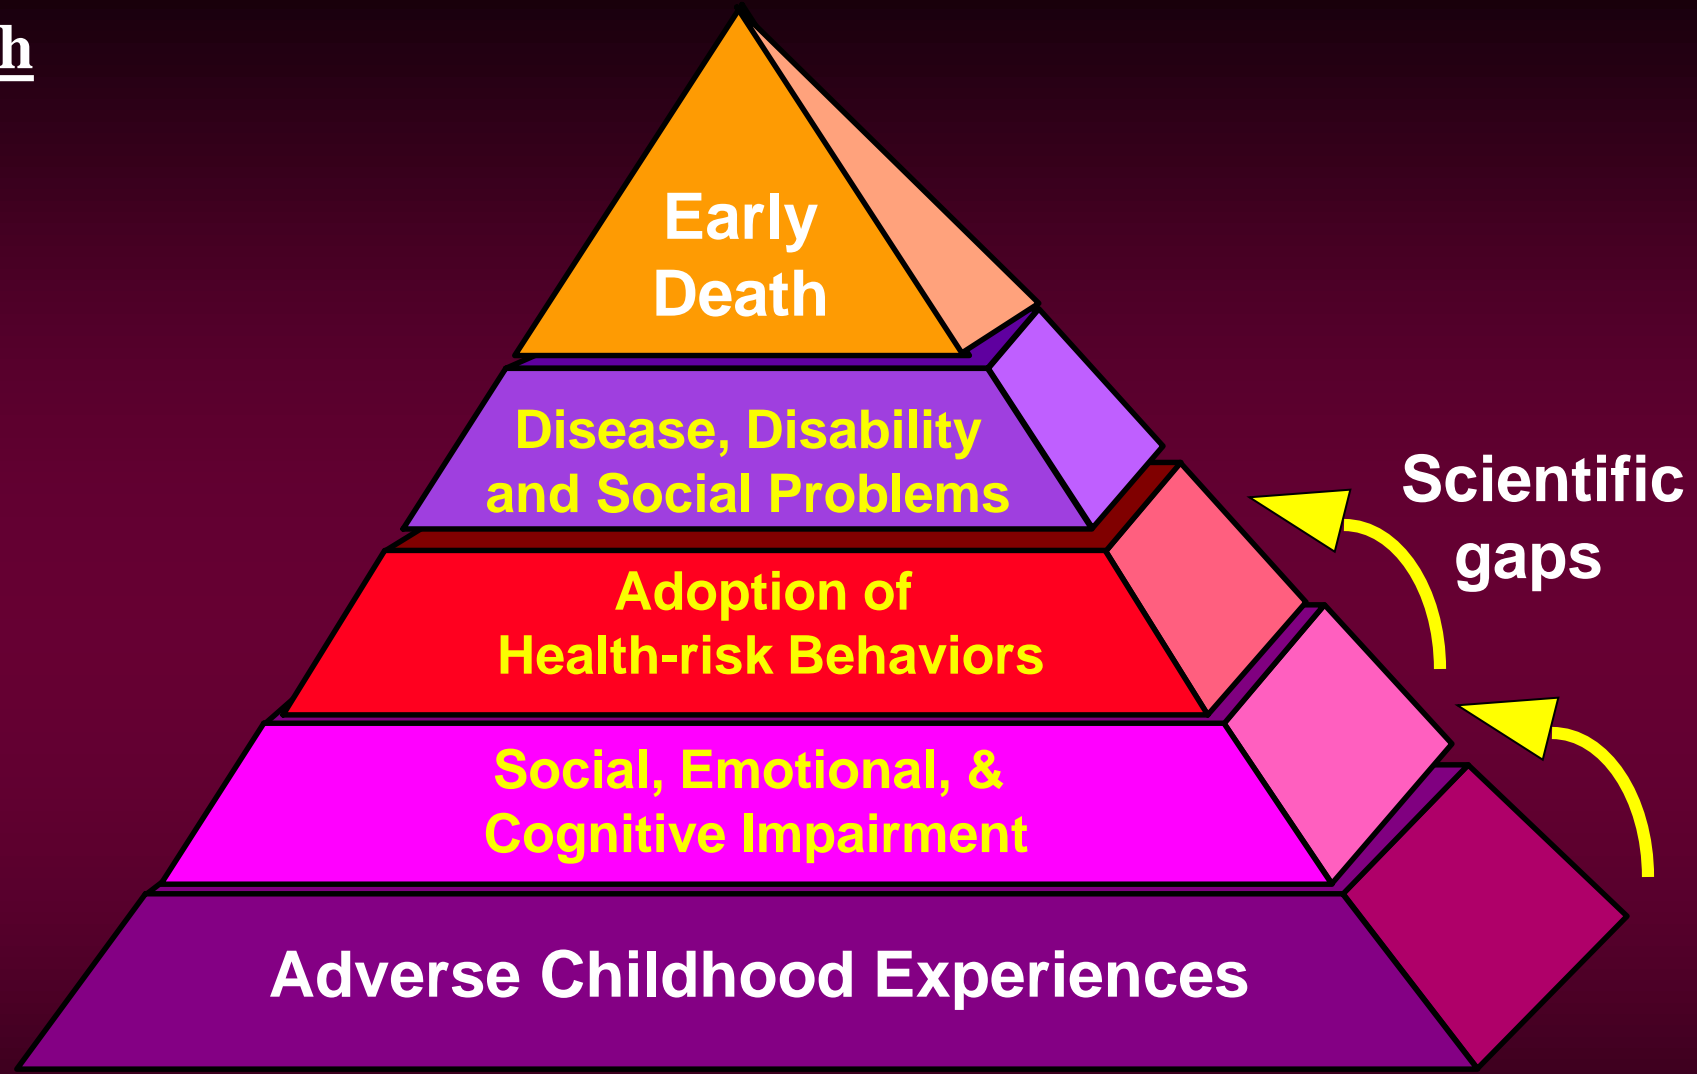 h
Early
Death
Disease, Disability
and Social Problems
Scientific
gaps
Adoption of
Health-risk Behaviors
Social, Emotional, &
Cognitive Impairment
Adverse Childhood Experiences